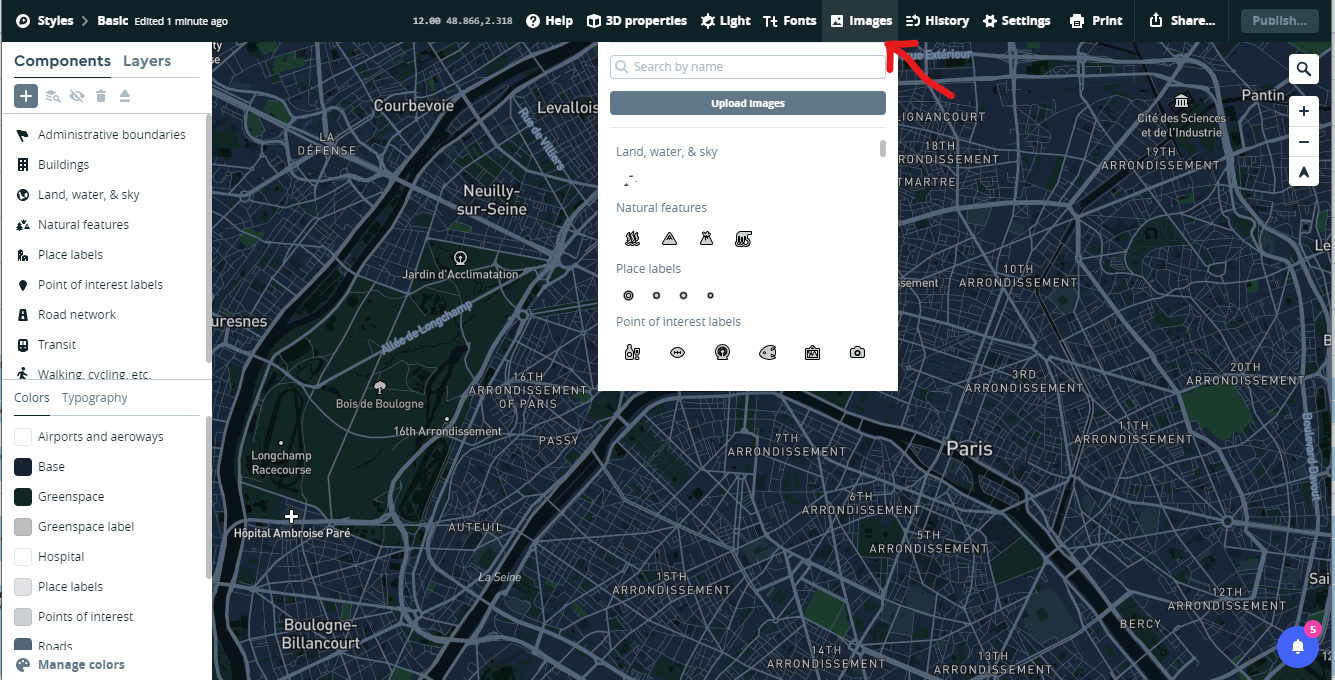 Styles
Basic
Edited 1 minute ago
12.00 48.866,2.318
Help
3D properties
Light
Fonts
Images
History
Settings
Print
Share...
Publish...
Components
Layers
Administrative boundaries
Buildings
Land, water, & sky
Natural features
Place labels
Point of interest labels
Road network
Transit
Walking, cycling, etc.
Colors
Typography
Airports and aeroways
Base
Greenspace
Greenspace label
Hospital
Place labels
Points of interest
Roads
Manage colors
Search by name
Upload Images
Land, water, & sky
Natural features
Place labels
Point of interest labels
Courbevoie
Levallois
LA
DÉFENSE
Rue de Villiers
Neuilly-
sur-Seine
Jardin d'Acclimatation
uresnes
Allée de Longchamp
16TH
ARRONDISSEMENT
OF PARIS
Bois de Boulogne
16th Arrondissement
Longchamp
Racecourse
PASSY
Hôpital Ambroise Paré
AUTEUIL
La Seine
Boulogne-
Billancourt
15TH
ARRONDISSEMENT
14TH
ARRONDISSEMENT
13TH
ARRONDISSEMENT
7TH
ARRONDISSEMENT
6TH
ARRONDISSEMENT
5TH
ARRONDISSEMENT
Paris
3RD
ARRONDISSEMENT
10TH
ARRONDISSEMENT
ssement
11TH
ARRONDISSEMENT
20TH
ARRONDISSEMENT
12TH
ARRONDISSEMENT
BERCY
Boulevard Davout
Extérieur
LIGNANCOURT
18TH
RONDISSEMENT
TMARTRE
Cité des Sciences
et de l'Industrie
19TH
ARRONDISSEMENT
Pantin
Le
B
Sai
5